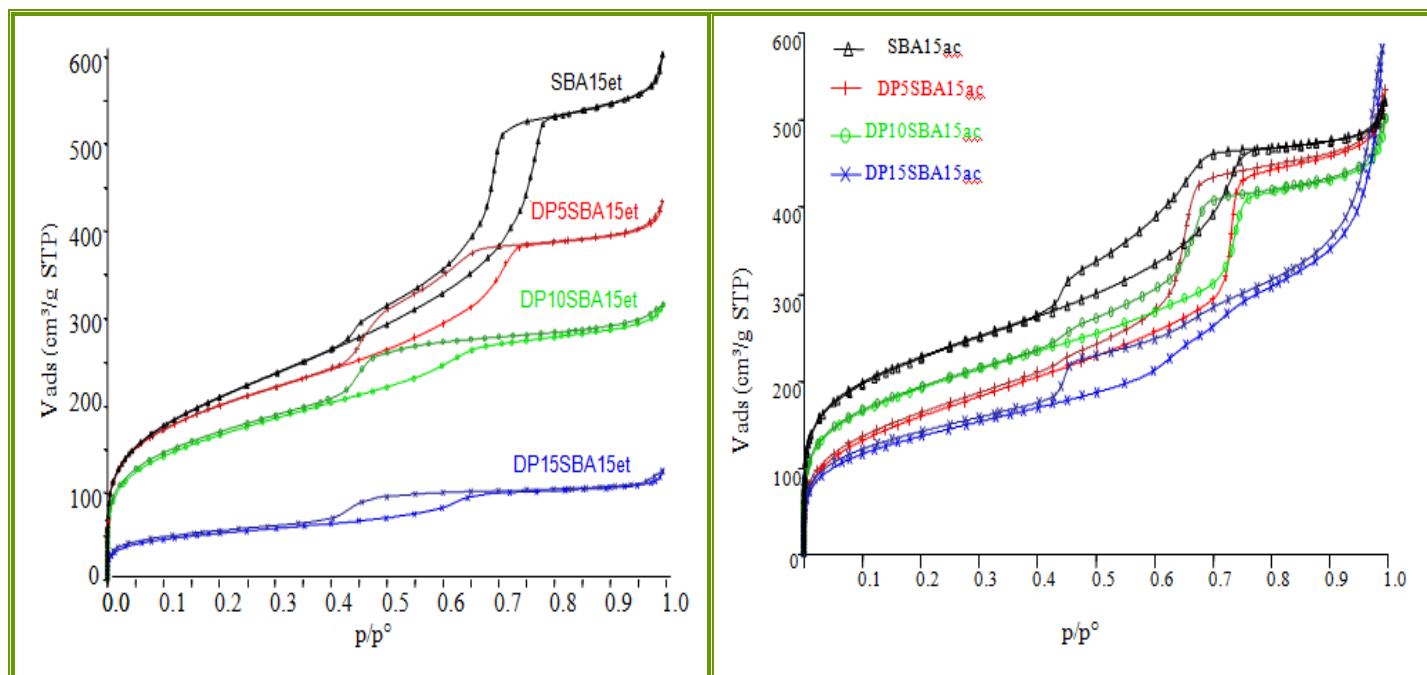 600
500
400
300
200
100
0
Vads (cm³/g STP)
SBA15et
DP5SBA15et
DP10SBA15et
DP15SBA15et
0.0 0.1 0.2 0.3 0.4 0.5 0.6 0.7 0.8 0.9 1.0
p/p°
600
500
400
300
200
100
0
Vads (cm³/g STP)
SBA15ac
DP5SBA15ac
DP10SBA15ac
DP15SBA15ac
0.1 0.2 0.3 0.4 0.5 0.6 0.7 0.8 0.9 1.0
p/p°